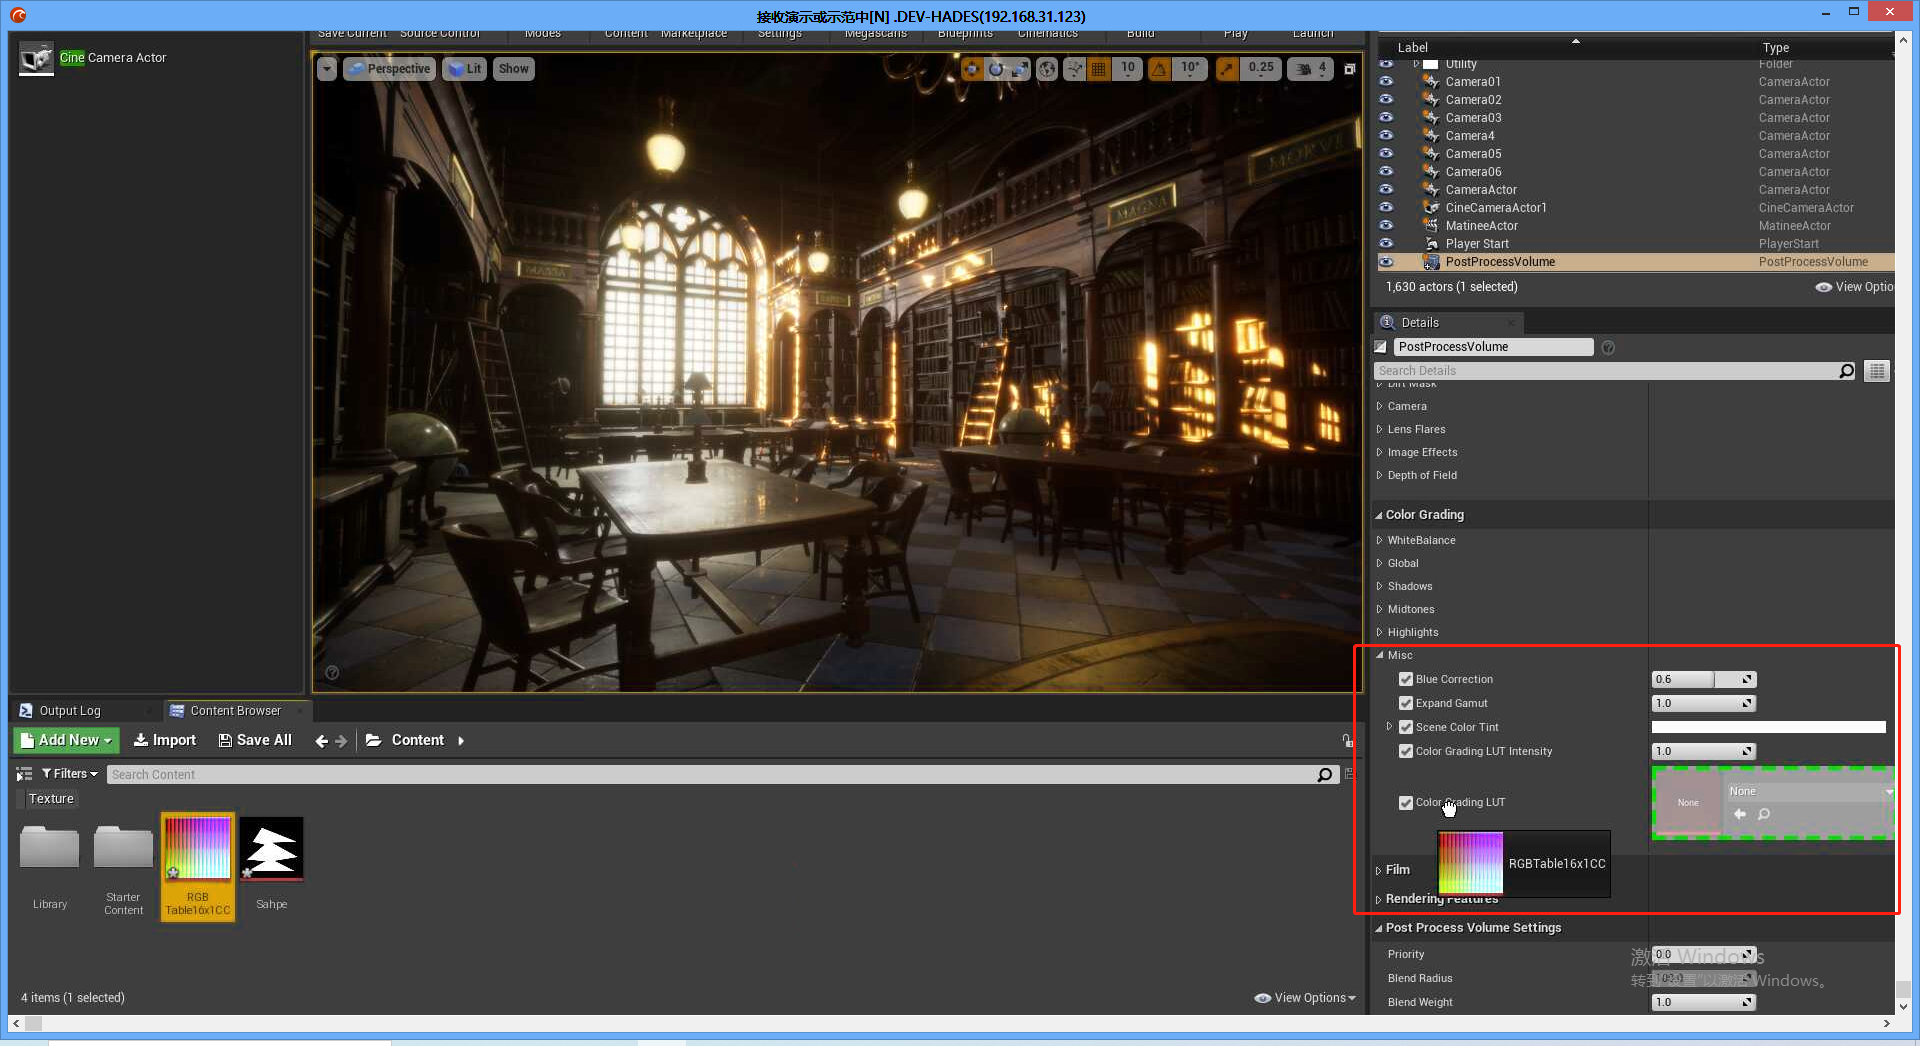 接收演示或示范中[N] .DEV-HADES(192.168.31.123)
Cine Camera Actor
Save Current
Source Control
Modes
Content
Marketplace
Settings
Megascans
Blueprints
Cinematics
Build
Play
Launch
Perspective
Lit
Show
10
10°
0.25
4
MORVI
MAGNA
Label
Type
Utility
Folder
Camera01
CameraActor
Camera02
CameraActor
Camera03
CameraActor
Camera4
CameraActor
Camera05
CameraActor
Camera06
CameraActor
CameraActor
CameraActor
CineCameraActor1
CineCameraActor
MatineeActor
MatineeActor
Player Start
PlayerStart
PostProcessVolume
PostProcessVolume
1,630 actors (1 selected)
View Optio
Details
PostProcessVolume
Search Details
Dirt Mask
Camera
Lens Flares
Image Effects
Depth of Field
Color Grading
WhiteBalance
Global
Shadows
Midtones
Highlights
Misc
Blue Correction
0.6
Expand Gamut
1.0
Scene Color Tint
Color Grading LUT Intensity
1.0
Color Grading LUT
None
None
RGBTable16x1CC
Film
Rendering Features
Post Process Volume Settings
Priority
0.0
Blend Radius
Blend Weight
1.0
激活 Windows
转到"设置"以激活 Windows。
Output Log
Content Browser
Add New
Import
Save All
Content
Filters
Search Content
Texture
Library
Starter
Content
RGB
Table16x1CC
Sahpe
4 items (1 selected)
View Options